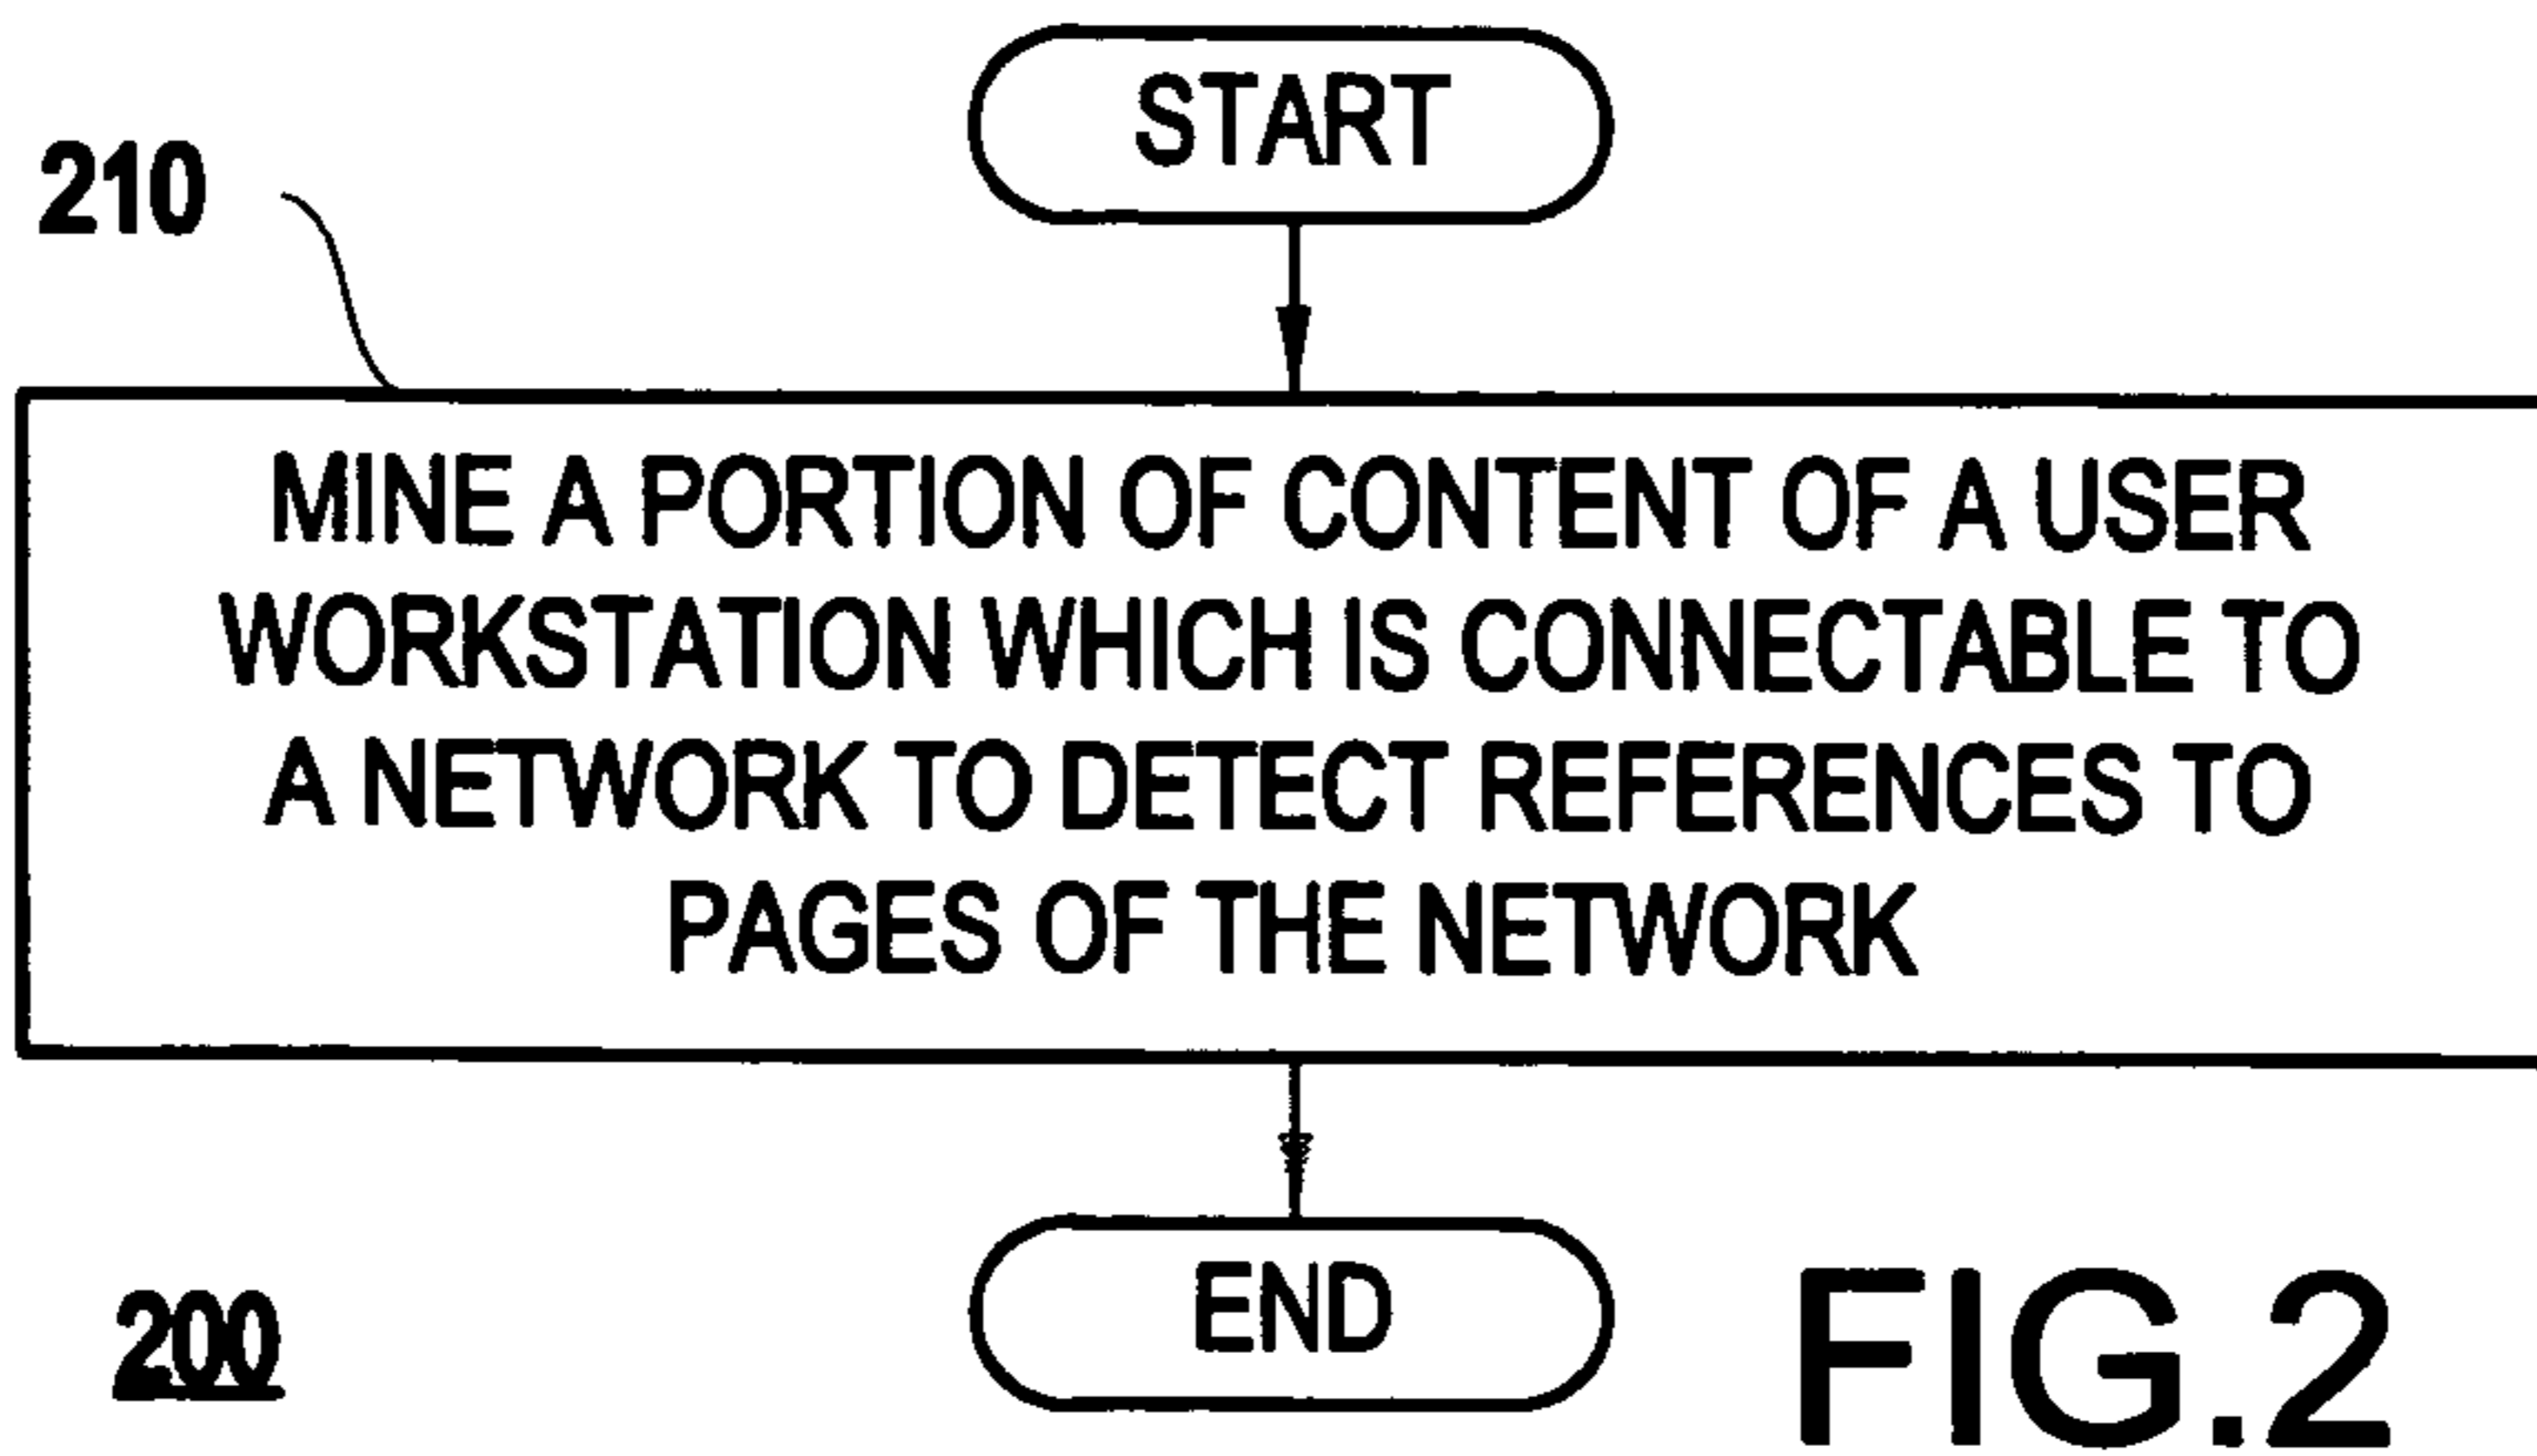 START
210
MINE A PORTION OF CONTENT OF A USER
WORKSTATION WHICH IS CONNECTABLE TO
A NETWORK TO DETECT REFERENCES TO
PAGES OF THE NETWORK
END
200
FIG.2